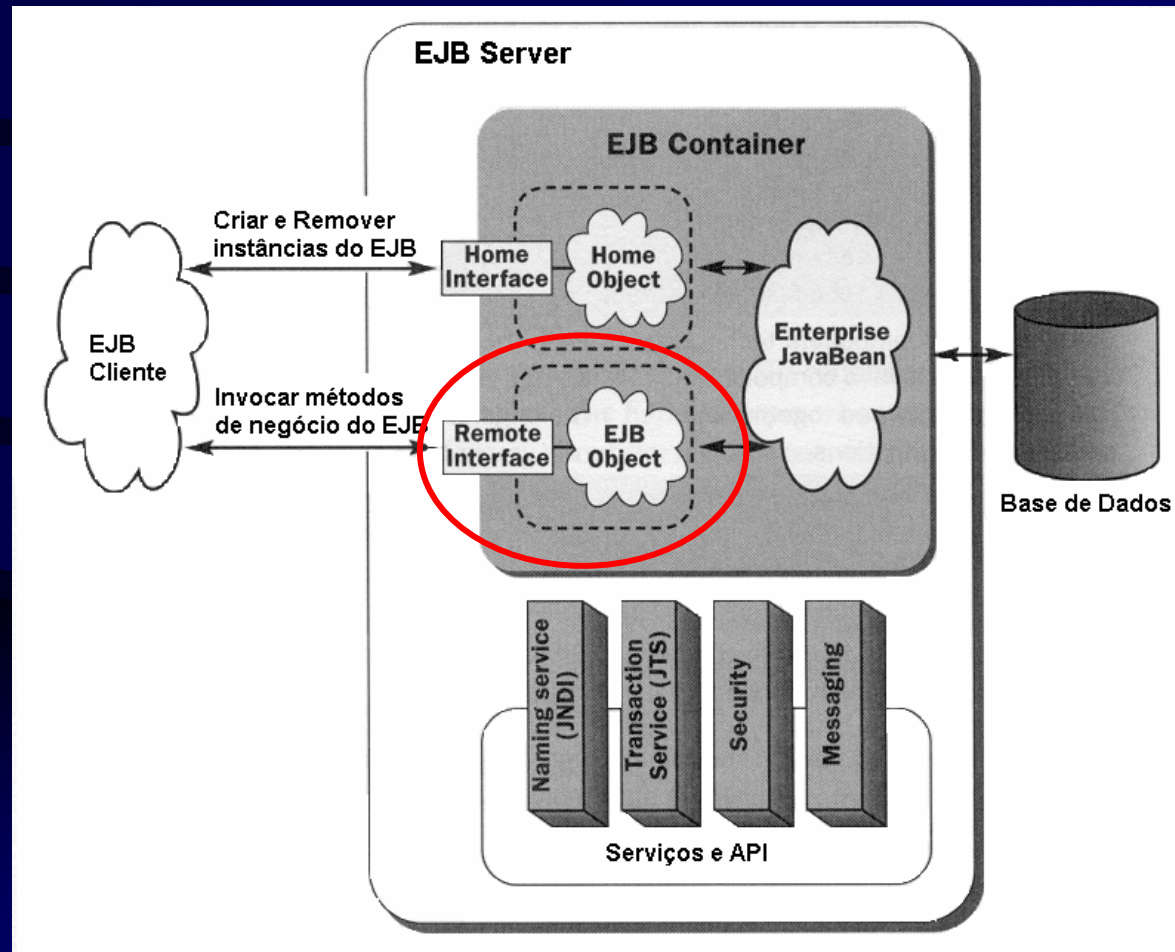 EJB Server
EJB Container
Criar e Remover
instâncias do EJB
Home
Interface
Home
Object
EJB
Cliente
Enterprise
JavaBean
Invocar métodos
de negócio do EJB
Remote
Interface
EJB
Object
Base de Dados
Naming service
(JNDI)
Transaction
Service (JTS)
Security
Messaging
Serviços e API